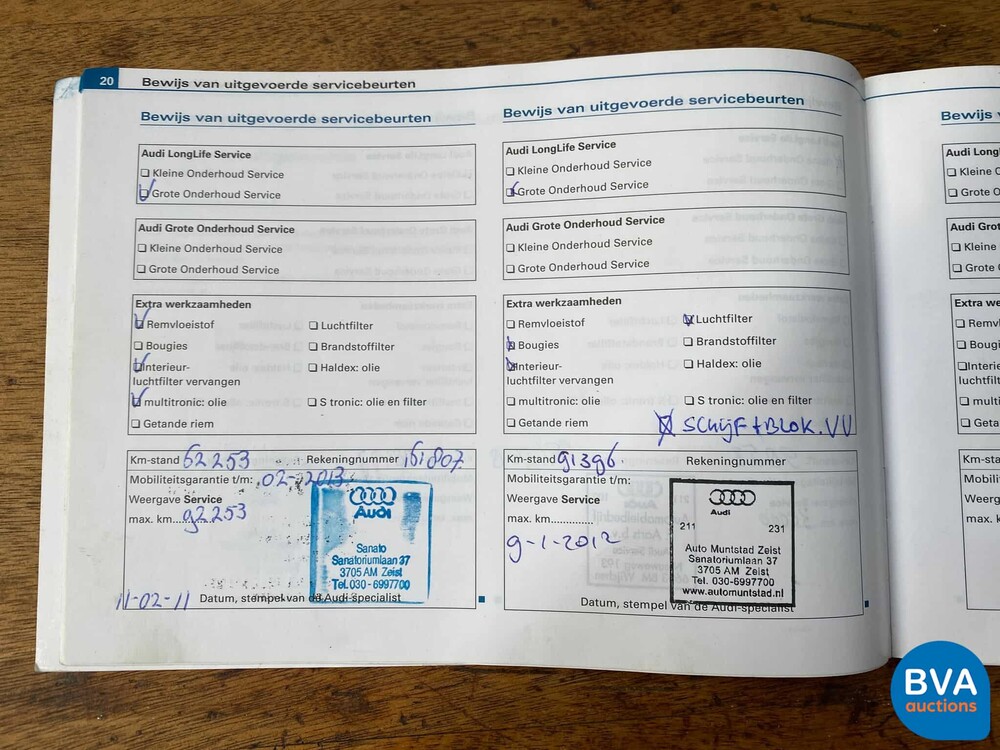 20
Bewijs van uitgevoerde servicebeurten
Bewijs van uitgevoerde servicebeurten
Audi LongLife Service
Kleine Onderhoud Service
Grote Onderhoud Service
Audi Grote Onderhoud Service
Kleine Onderhoud Service
Grote Onderhoud Service
Extra werkzaamheden
Remvloeistof
Luchtfilter
Bougies
Brandstoffilter
Interieur-
luchtfilter vervangen
Haldex: olie
multitronic: olie
S tronic: olie en filter
Getande riem
Km-stand 62253 Rekeningnummer 161807
Mobiliteitsgarantie t/m: 02-2013
Weergave Service
max. km.....92253
Audi
Sanato
Sanatoriumlaan 37
3705 AM Zeist
Tel. 030-6997700
11-02-11
Datum, stempel van de Audi-specialist
Bewijs van uitgevoerde servicebeurten
Audi LongLife Service
Kleine Onderhoud Service
Grote Onderhoud Service
Audi Grote Onderhoud Service
Kleine Onderhoud Service
Grote Onderhoud Service
Extra werkzaamheden
Remvloeistof
Luchtfilter
Bougies
Brandstoffilter
Interieur-
luchtfilter vervangen
Haldex: olie
multitronic: olie
S tronic: olie en filter
Getande riem
Schijf + Blok. VV
Km-stand 91396. Rekeningnummer
Mobiliteitsgarantie t/m:
Weergave Service
max. km..............
9-1-2012
Audi
211 231
Auto Muntstad Zeist
Sanatoriumlaan 37
3705 AM Zeist
Tel. 030-6997700
www.automuntstad.nl
Datum, stempel van de Audi-specialist
Bewijs v
Audi Lon
Kleine C
Grote O
Audi Gro
Kleine
Grote
Extra we
Remv
Bougi
Interie
luchtfilt
multi
Geta
Km-st
Mobil
Weerg
max. k
BVA
auctions